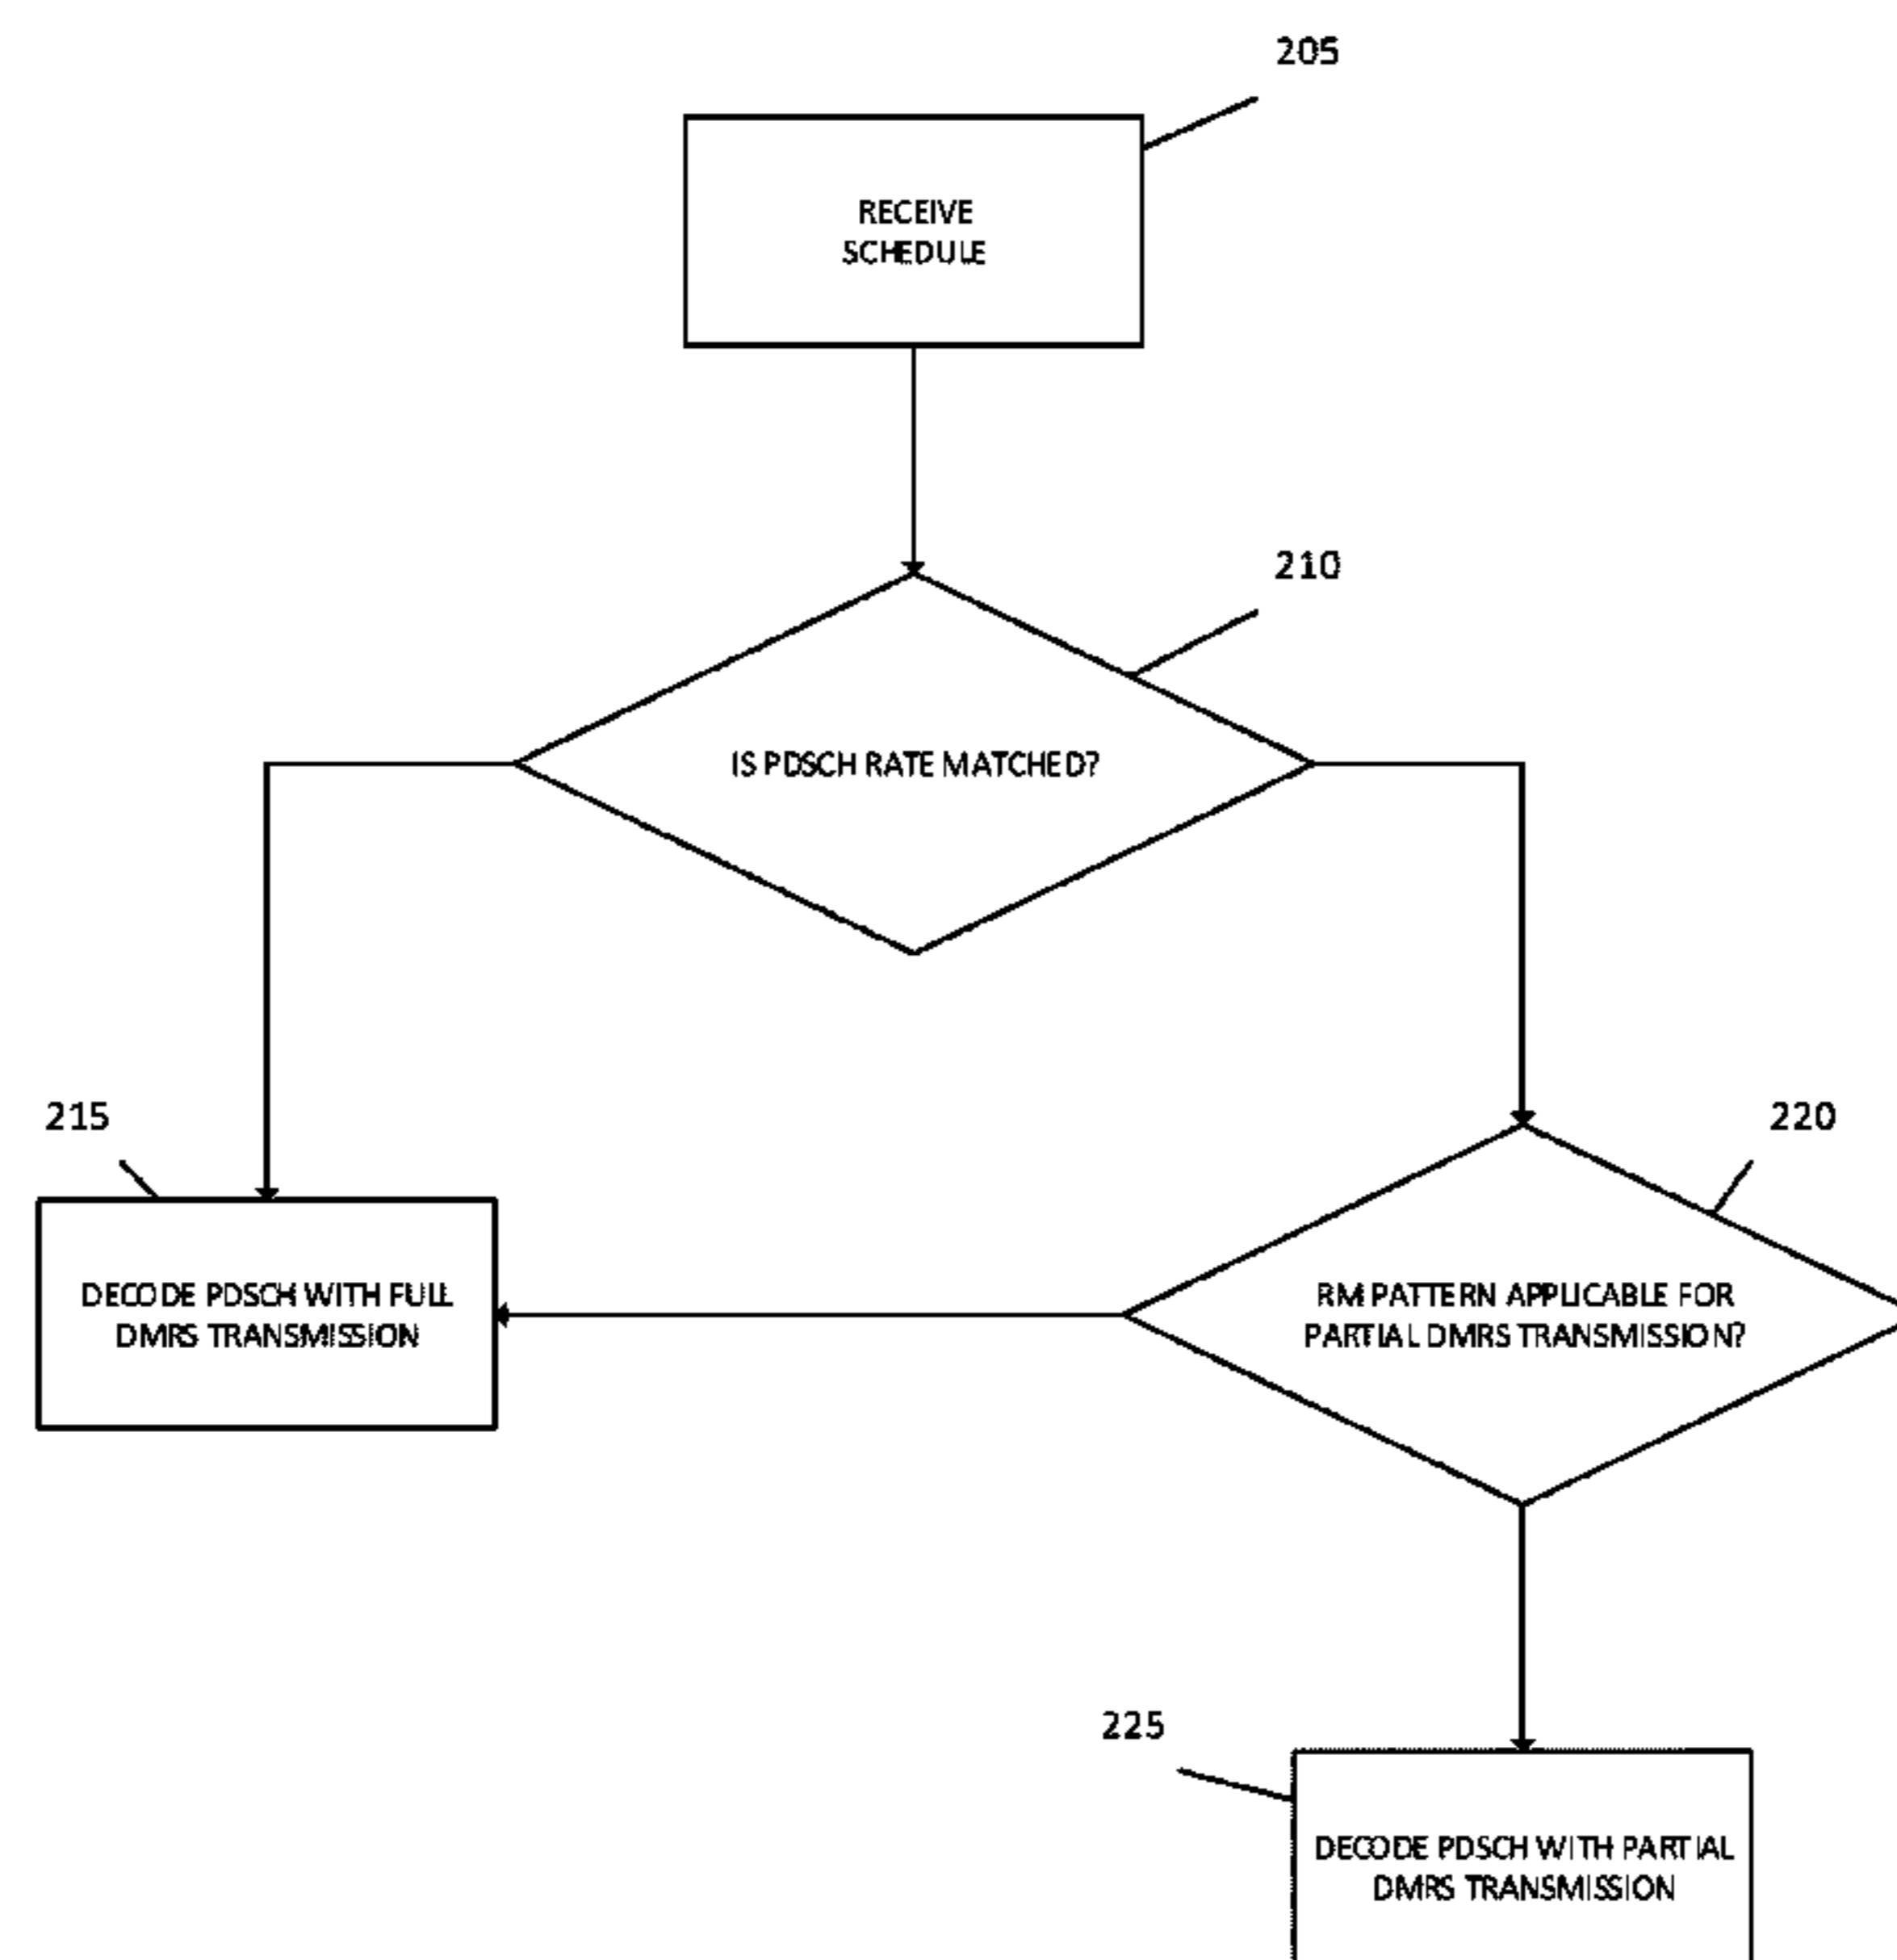 205
RECEIVE
SCHEDULE
210
IS PDSCH RATE MATCHED?
215
220
DECODE PDSCH WITH FULL
DMRS TRANSMISSION
RM PATTERN APPLICABLE FOR
PARTIAL DMRS TRANSMISSION?
225
DECODE PDSCH WITH PARTIAL
DMRS TRANSMISSION